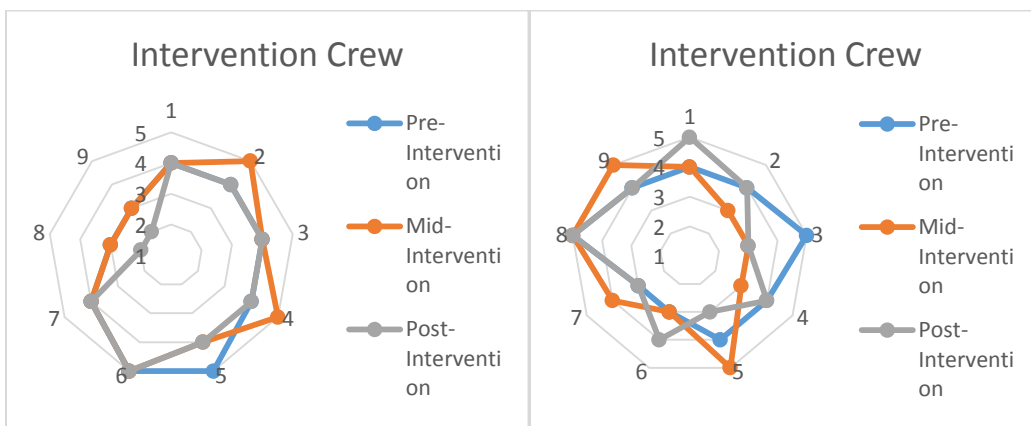 Intervention Crew
1
2
3
4
5
6
7
8
9
5
4
3
2
1
Pre-
Interventi
on
Mid-
Interventi
on
Post-
Interventi
on
Intervention Crew
1
2
3
4
5
6
7
8
9
5
4
3
2
1
Pre-
Interventi
on
Mid-
Interventi
on
Post-
Interventi
on